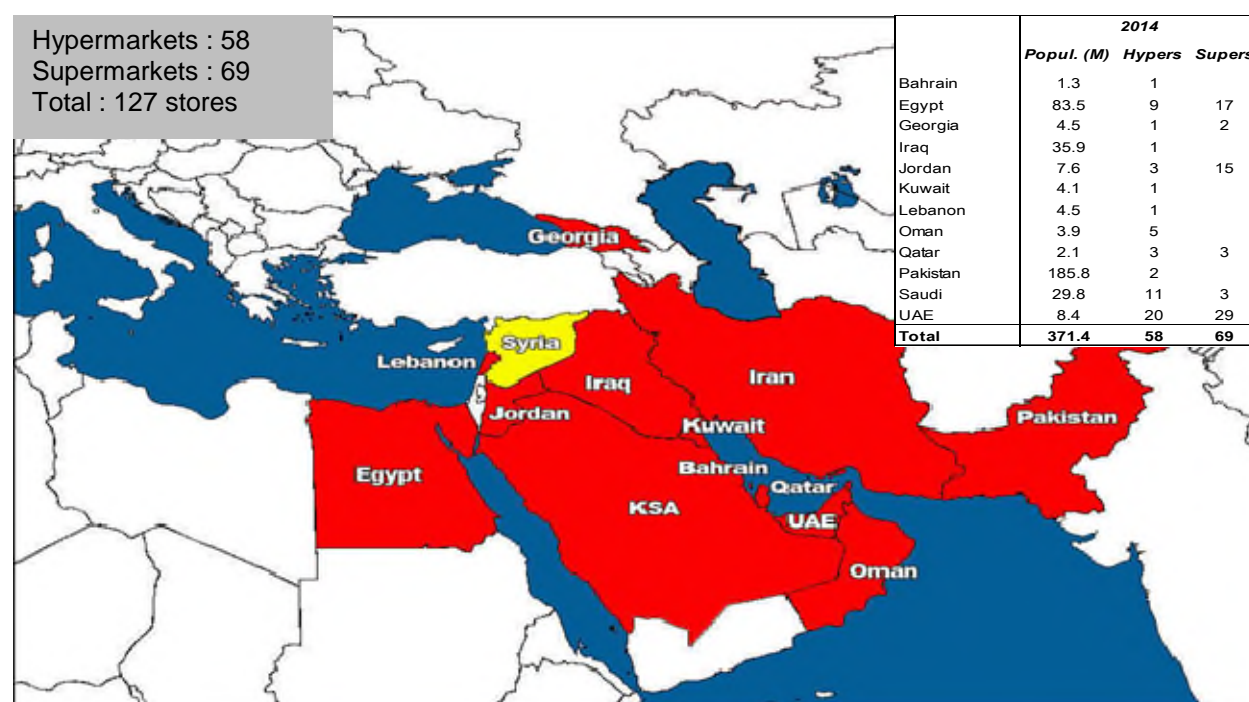 Hypermarkets : 58
Supermarkets : 69
Total : 127 stores
2014
Popul. (M) Hypers Supers
Bahrain 1.3 1
Egypt 83.5 9 17
Georgia 4.5 1 2
Iraq 35.9 1
Jordan 7.6 3 15
Kuwait 4.1 1
Lebanon 4.5 1
Oman 3.9 5
Qatar 2.1 3 3
Pakistan 185.8 2
Saudi 29.8 11 3
UAE 8.4 20 29
Total 371.4 58 69
Georgia
Syria
Lebanon
Iraq
Iran
Jordan
Kuwait
Pakistan
Bahrain
Egypt
Qatar
KSA
UAE
Oman